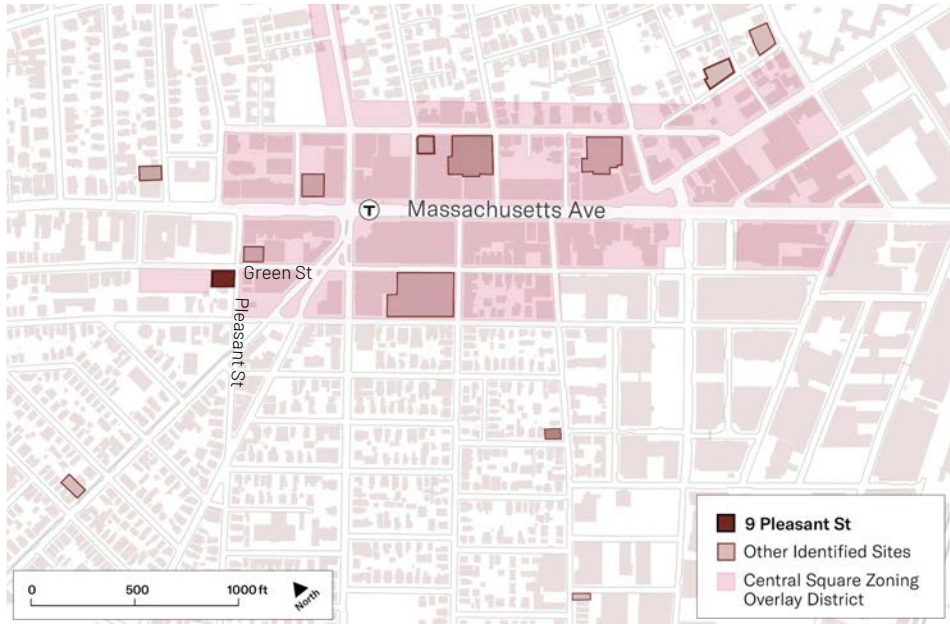 T
Massachusetts Ave
Green St
Pleasant St
9 Pleasant St
Other Identified Sites
Central Square Zoning
Overlay District
0 500 1000 ft
North